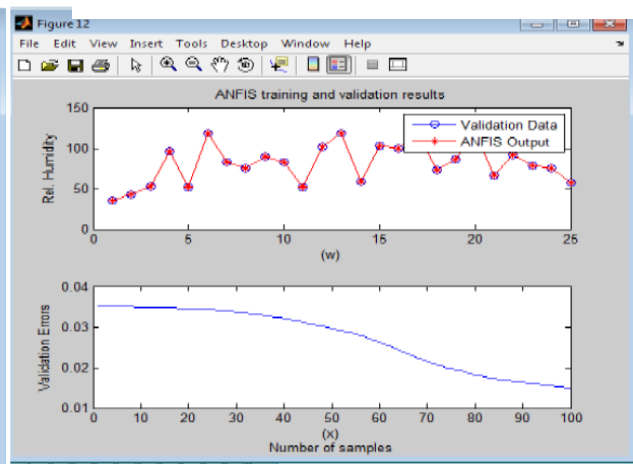 Figure 12
File Edit View Insert Tools Desktop Window Help
ANFIS training and validation results
150
100
50
0
Rel. Humidity
Validation Data
ANFIS Output
0 5 10 15 20 25
(w)
0.04
0.03
0.02
0.01
Validation Errors
0 10 20 30 40 50 60 70 80 90 100
(x)
Number of samples